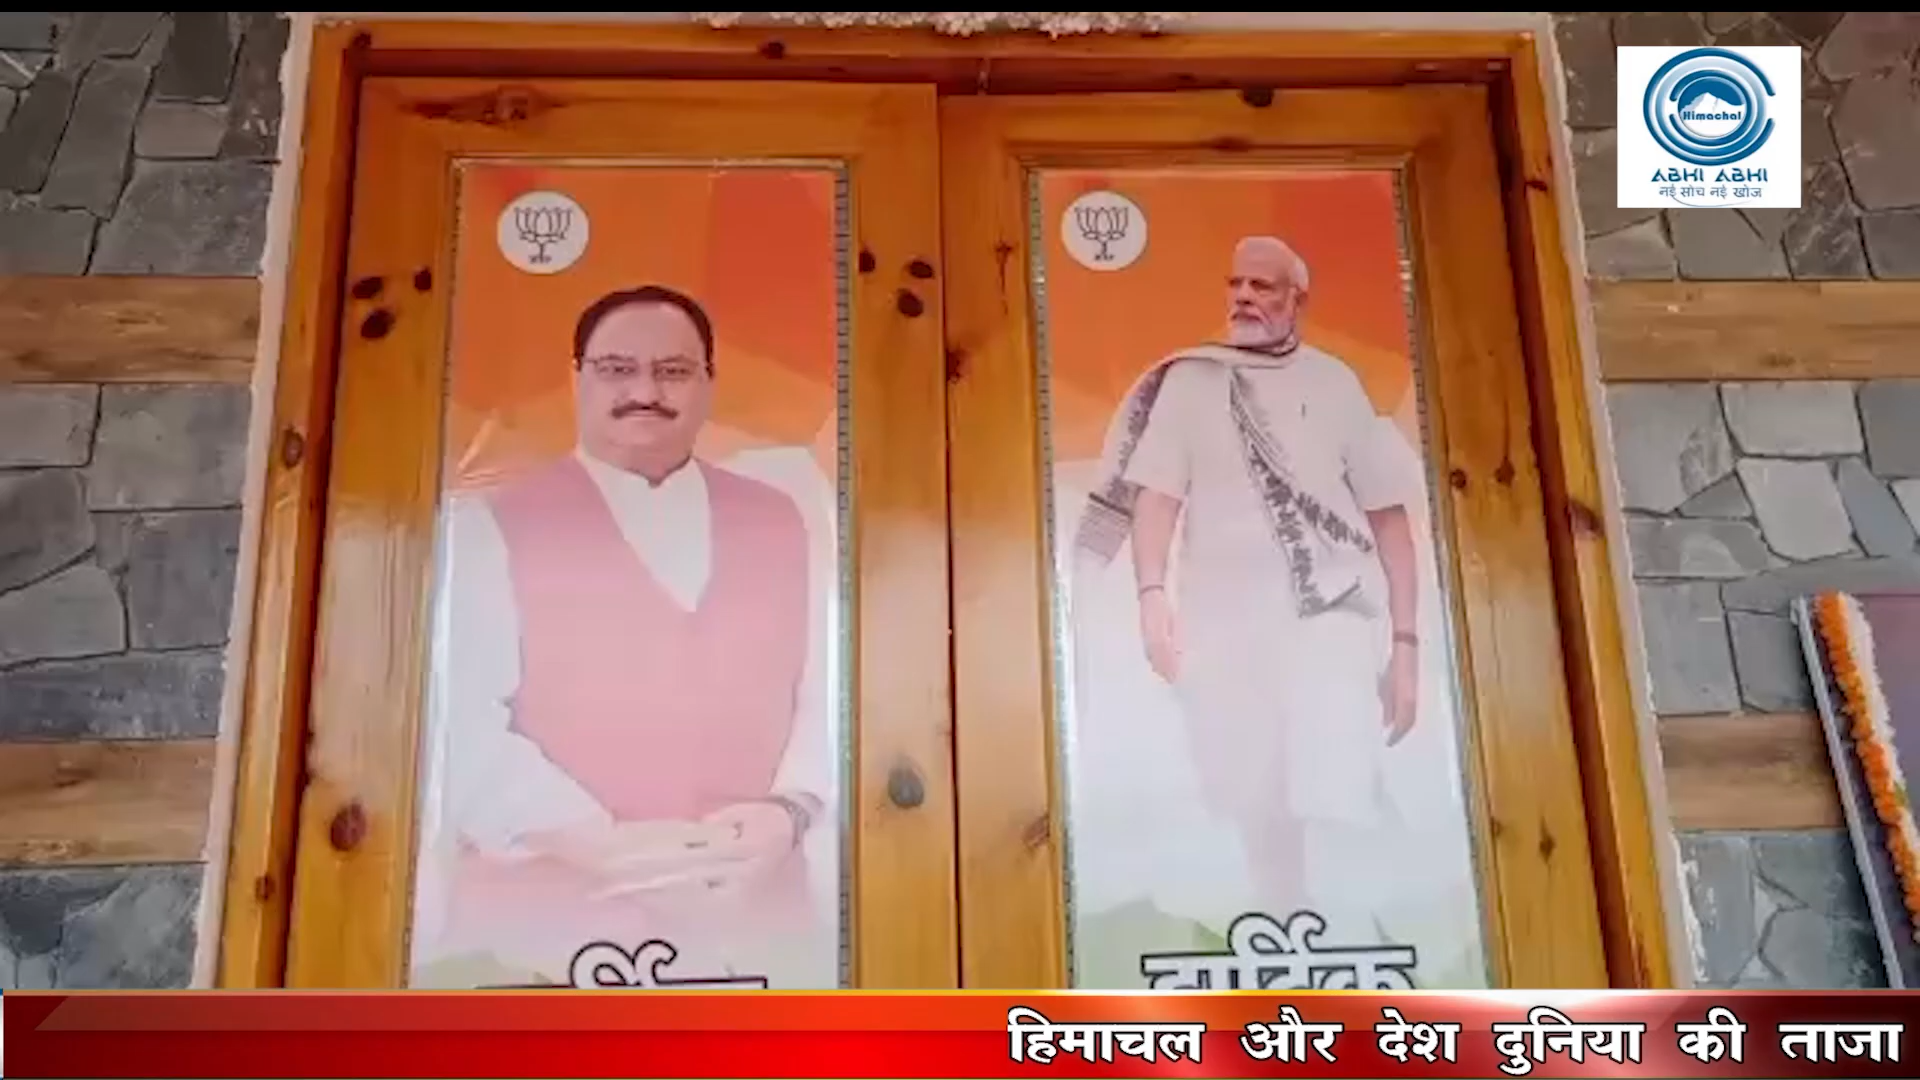 Himachal
ABHI ABHI
नई सोच नई खोज
हार्दिक
हिमाचल और देश दुनिया की ताजा